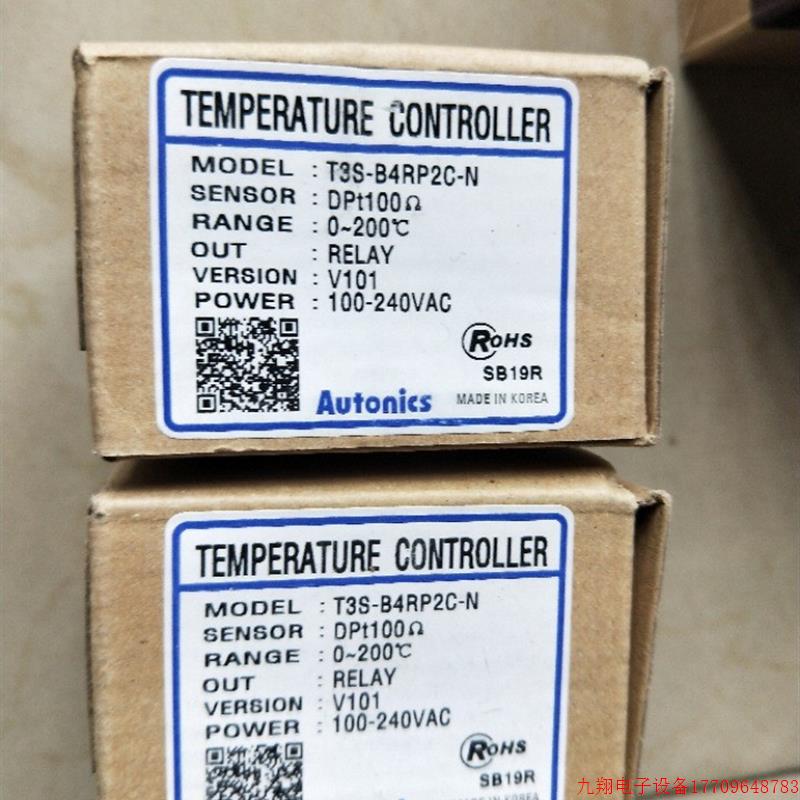 TEMPERATURE CONTROLLER
MODEL : T3S-B4RP2C-N
SENSOR : DPt100Ω
RANGE : 0~200℃
OUT : RELAY
VERSION : V101
POWER : 100-240VAC
RoHS
SB19R
Autonics MADE IN KOREA
TEMPERATURE CONTROLLER
MODEL : T3S-B4RP2C-N
SENSOR : DPt100Ω
RANGE : 0~200℃
OUT : RELAY
VERSION : V101
POWER : 100-240VAC
RoHS
SB19R
MADE IN KOREA
九翔电子设备17709648783